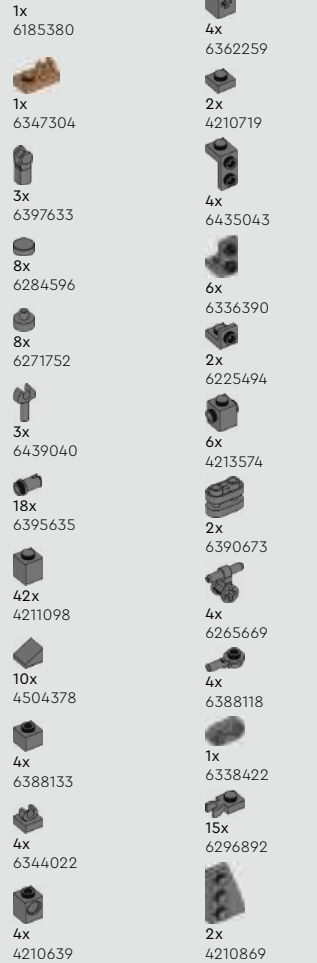 1x
6185380
1x
6347304
3x
6397633
8x
6284596
8x
6271752
3x
6439040
18x
6395635
42x
4211098
10x
4504378
4x
6388133
4x
6344022
4x
4210639
4x
6362259
2x
4210719
4x
6435043
6x
6336390
2x
6225494
6x
4213574
2x
6390673
4x
6265669
4x
6388118
1x
6338422
15x
6296892
2x
4210869